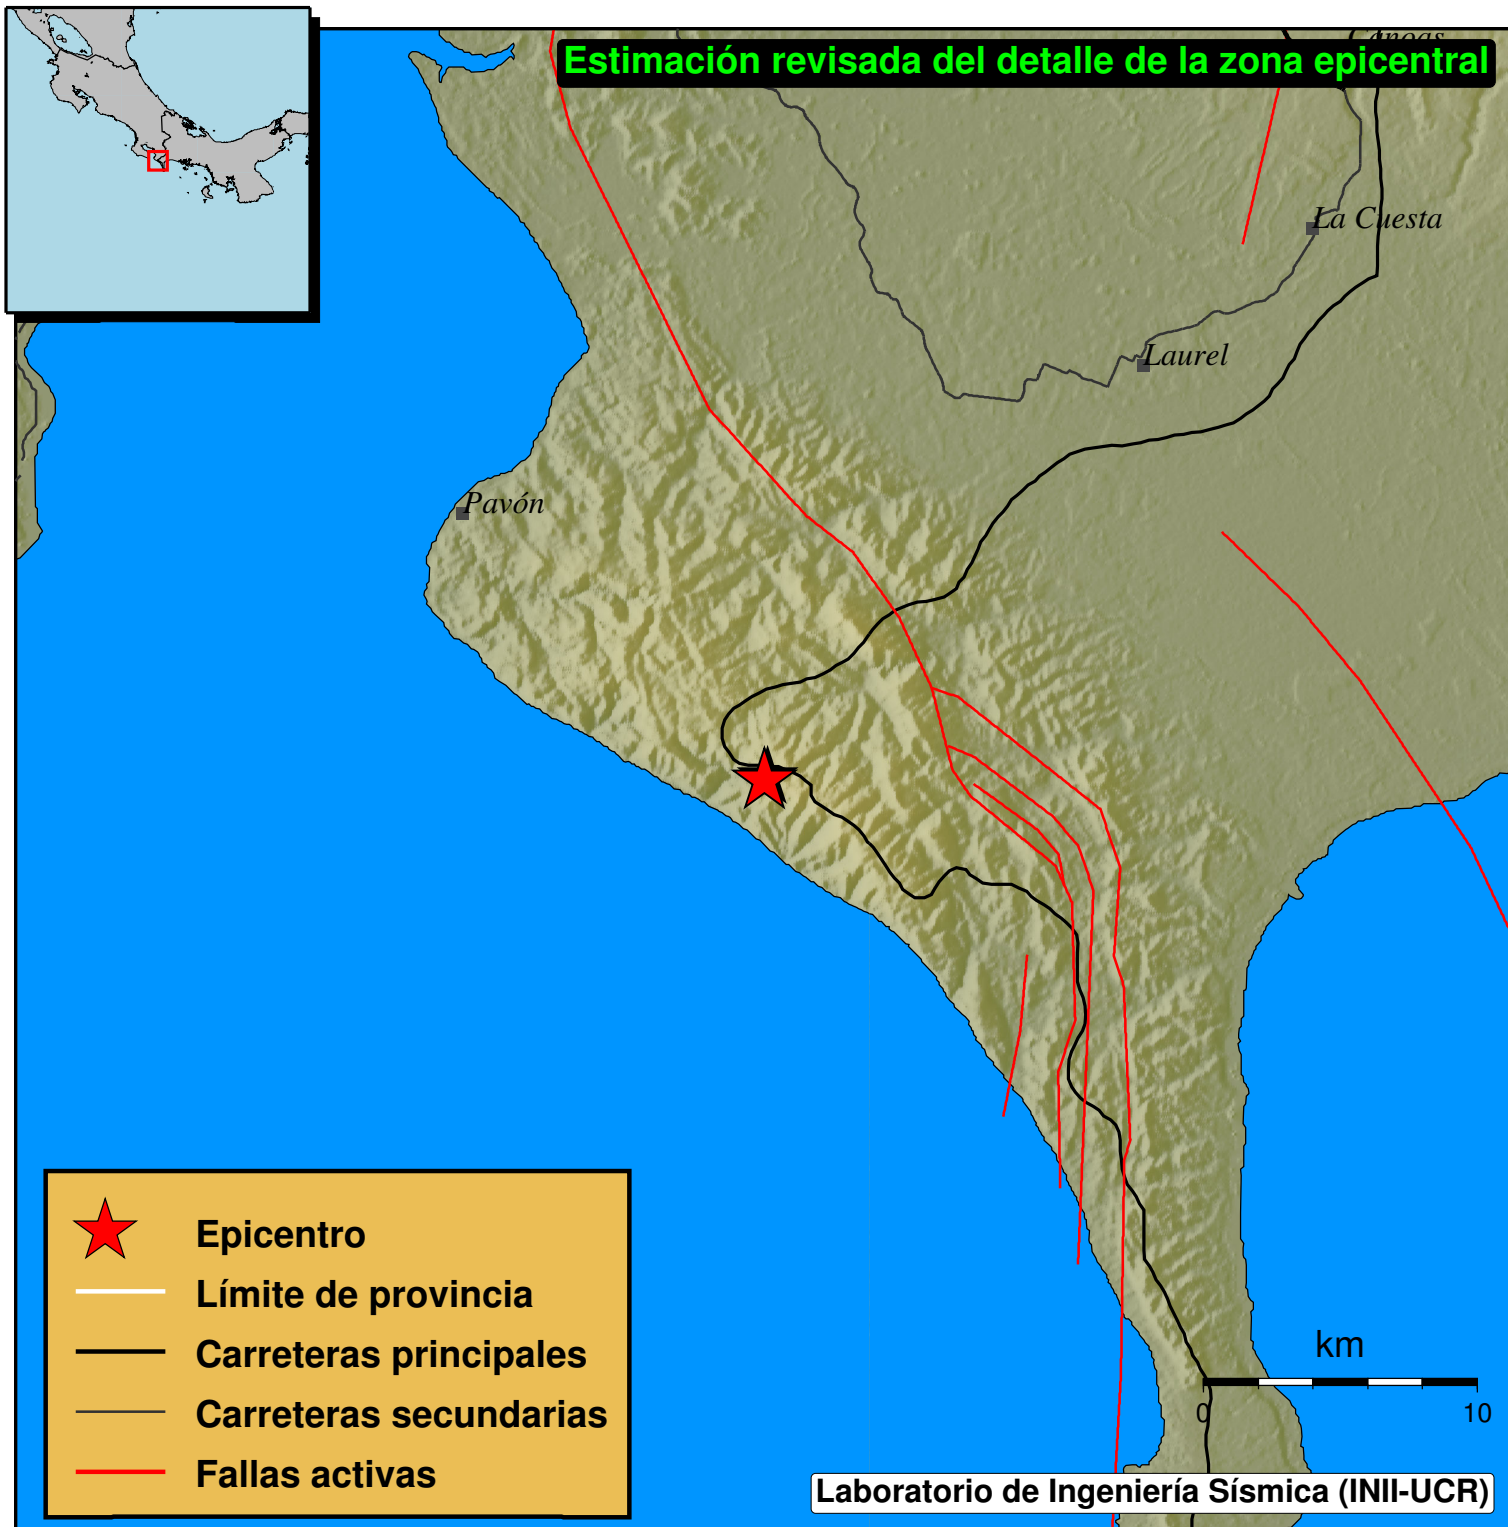 Canoas
Estimación revisada del detalle de la zona epicentral
La Cuesta
Laurel
Pavón
Epicentro
Límite de provincia
Carreteras principales
Carreteras secundarias
Fallas activas
km
0 10
Laboratorio de Ingeniería Sísmica (INII-UCR)